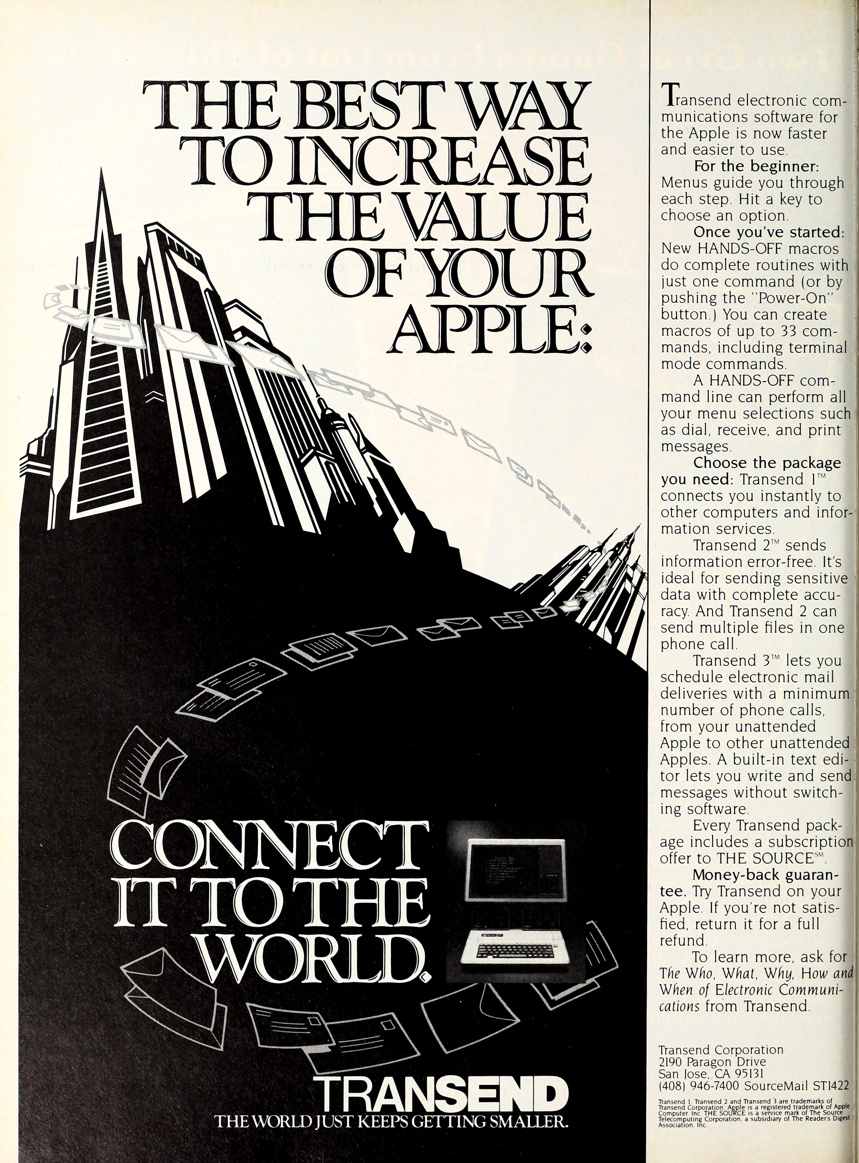 THE BEST WAY
TO INCREASE
THE VALUE
OF YOUR
APPLE:
CONNECT
IT TO THE
WORLD.
TRANSEND
THE WORLD JUST KEEPS GETTING SMALLER.
Transend electronic com-
munications software for
the Apple is now faster
and easier to use.
For the beginner:
Menus guide you through
each step. Hit a key to
choose an option.
Once you've started:
New HANDS-OFF macros
do complete routines with
just one command (or by
pushing the "Power-On"
button.) You can create
macros of up to 33 com-
mands, including terminal
mode commands.
A HANDS-OFF com-
mand line can perform all
your menu selections such
as dial, receive, and print
messages.
Choose the package
you need: Transend 1™
connects you instantly to
other computers and infor-
mation services.
Transend 2™ sends
information error-free. It's
ideal for sending sensitive
data with complete accu-
racy. And Transend 2 can
send multiple files in one
phone call.
Transend 3™ lets you
schedule electronic mail
deliveries with a minimum
number of phone calls,
from your unattended
Apple to other unattended
Apples. A built-in text edi-
tor lets you write and send
messages without switch-
ing software.
Every Transend pack-
age includes a subscription
offer to THE SOURCE℠.
Money-back guaran-
tee. Try Transend on your
Apple. If you're not satis-
fied, return it for a full
refund.
To learn more, ask for
The Who, What, Why, How and
When of Electronic Communi-
cations from Transend.
Transend Corporation
2190 Paragon Drive
San Jose, CA 95131
(408) 946-7400 SourceMail ST1422
Transend 1, Transend 2 and Transend 3 are trademarks of
Transend Corporation. Apple is a registered trademark of Apple
Computer, Inc. THE SOURCE is a service mark of The Source
Telecomputing Corporation, a subsidiary of The Reader's Digest
Association, Inc.